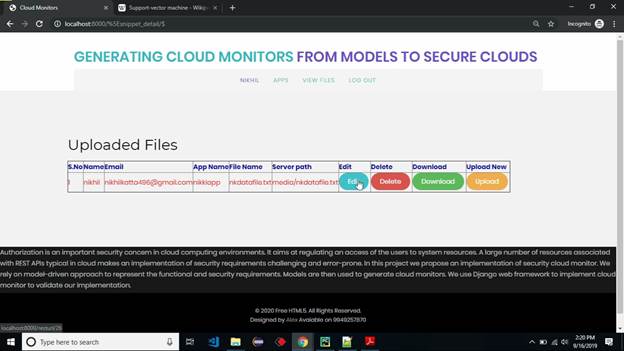 Cloud Monitors
Support-vector machine - Wikip
localhost:8000/%5Esnippet_detail/$
Incognito
GENERATING CLOUD MONITORS FROM MODELS TO SECURE CLOUDS
NIKHIL APPS VIEW FILES LOG OUT
Uploaded Files
S.No Name Email App Name File Name Server path Edit Delete Download Upload New
1 nikhil nikhilkatta496@gmail.com nikkiapp nkdatafile.txt media/nkdatafile.txt Edit Delete Download Upload
Authorization is an important security concern in cloud computing environments. It aims at regulating an access of the users to system resources. A large number of resources associated
with REST APIs typical in cloud makes an implementation of security requirements challenging and error-prone. In this project we propose an implementation of security cloud monitor. We
rely on model-driven approach to represent the functional and security requirements. Models are then used to generate cloud monitors. We use Django web framework to implement cloud
monitor to validate our implementation.
© 2020 Free HTML5. All Rights Reserved.
Designed by Alex Available on 9949257870
Type here to search
2:20 PM
9/16/2019